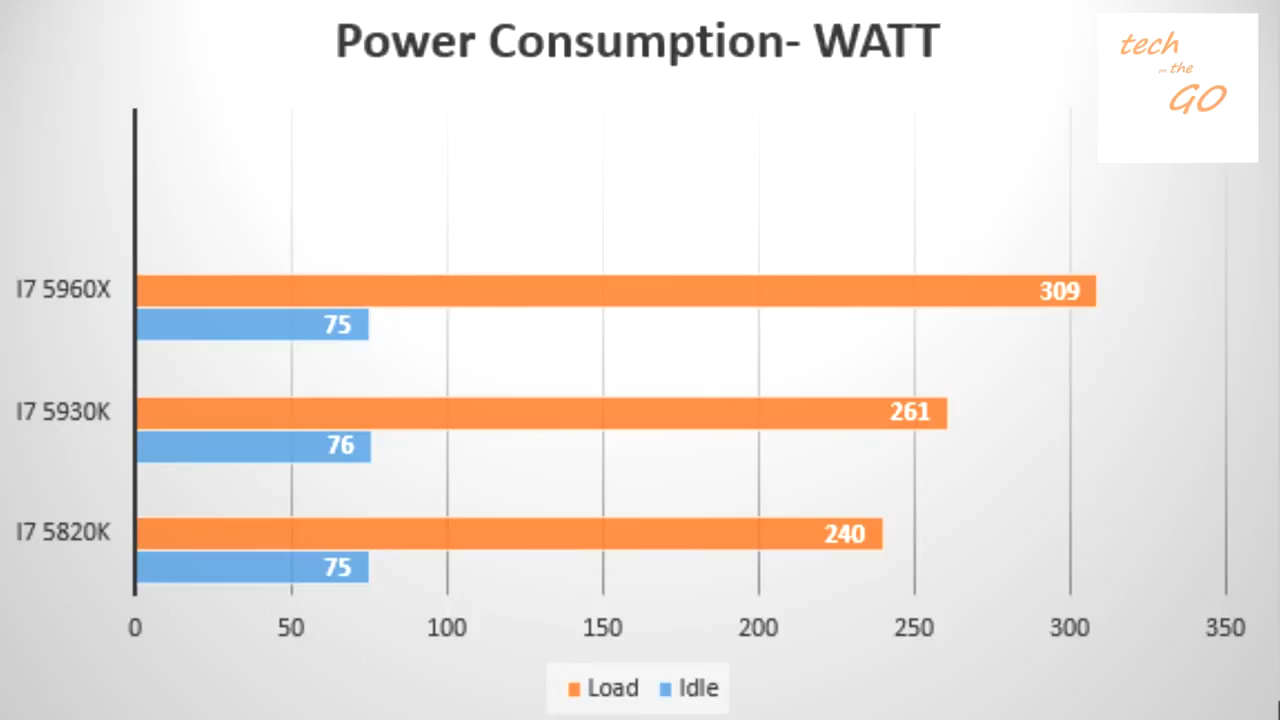 Power Consumption- WATT
tech
on the
GO
I7 5960X
309
75
I7 5930K
261
76
I7 5820K
240
75
0 50 100 150 200 250 300 350
Load Idle